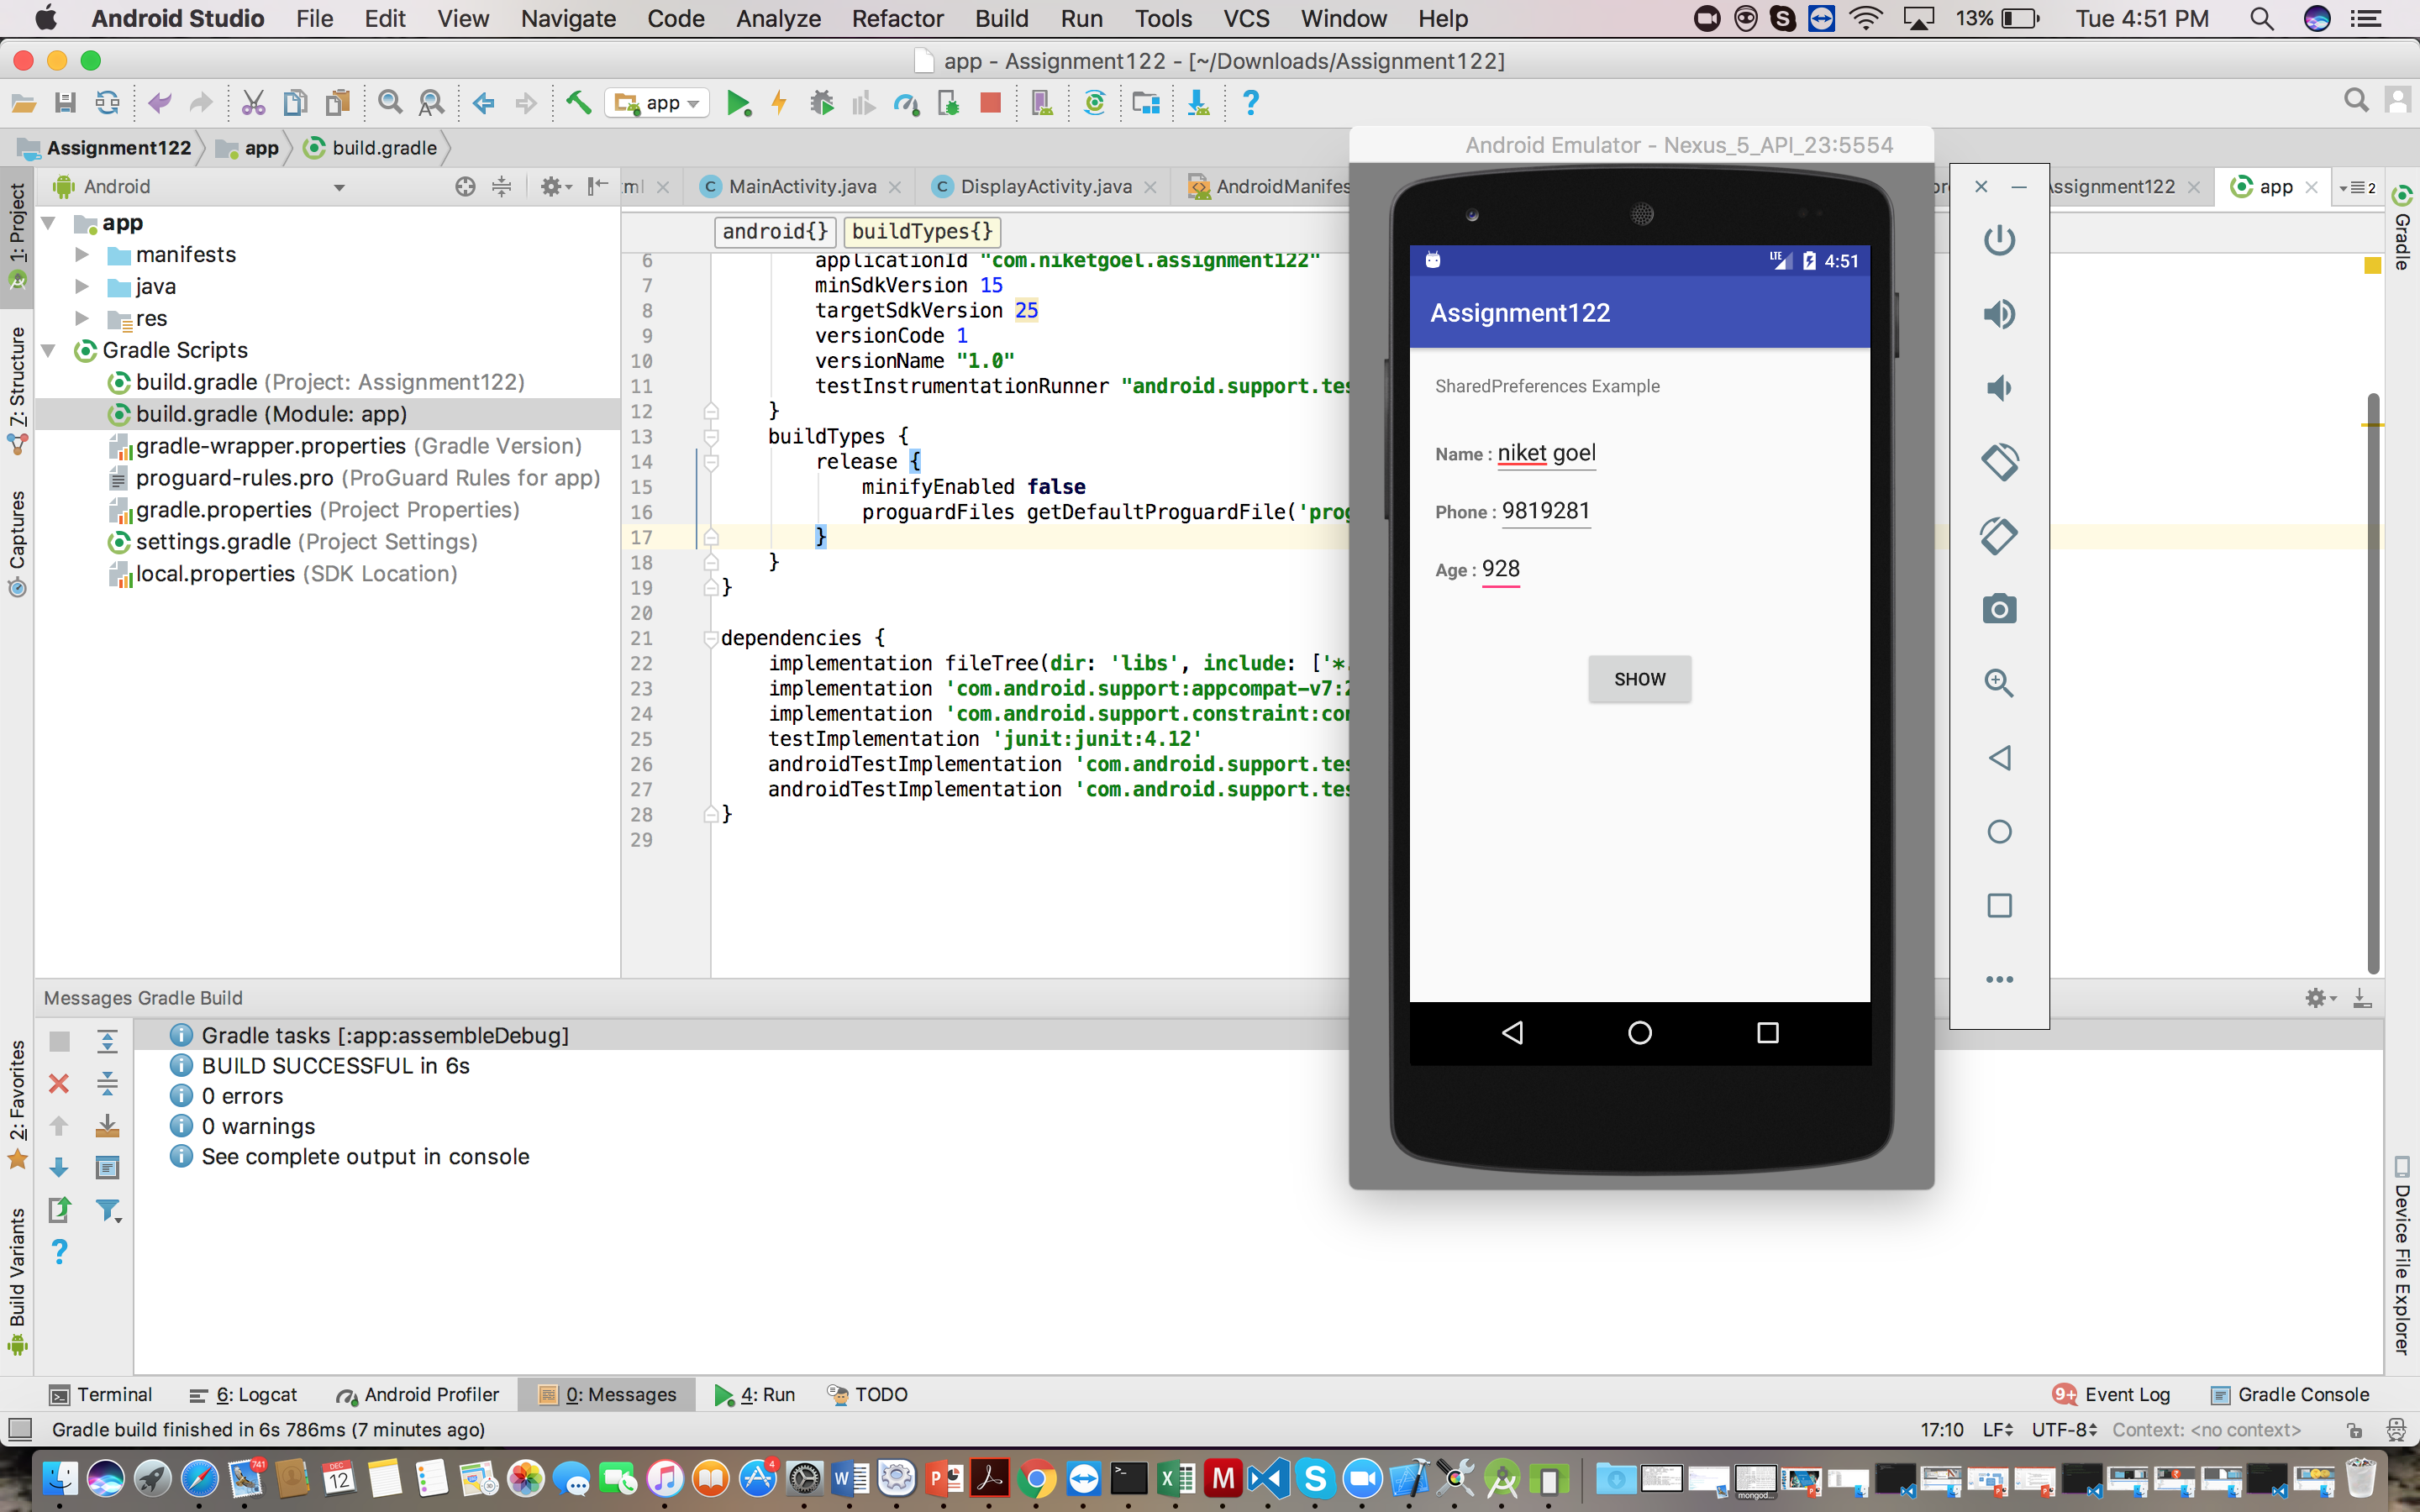 Android Studio File Edit View Navigate Code Analyze Refactor Build Run Tools VCS Window Help 13% Tue 4:51 PM
app - Assignment122 - [~/Downloads/Assignment122]
app
Assignment122 app build.gradle
Android Emulator - Nexus_5_API_23:5554
Android
ml MainActivity.java DisplayActivity.java AndroidManifes ssignment122 app 2
1: Project
7: Structure
Captures
2: Favorites
Build Variants
Gradle
Device File Explorer
app
manifests
java
res
Gradle Scripts
build.gradle (Project: Assignment122)
build.gradle (Module: app)
gradle-wrapper.properties (Gradle Version)
proguard-rules.pro (ProGuard Rules for app)
gradle.properties (Project Properties)
settings.gradle (Project Settings)
local.properties (SDK Location)
android{} buildTypes{}
6 applicationId "com.niketgoel.assignment122"
7 minSdkVersion 15
8 targetSdkVersion 25
9 versionCode 1
10 versionName "1.0"
11 testInstrumentationRunner "android.support.tes
12 }
13 buildTypes {
14 release {
15 minifyEnabled false
16 proguardFiles getDefaultProguardFile('prog
17 }
18 }
19 }
20
21 dependencies {
22 implementation fileTree(dir: 'libs', include: ['*.
23 implementation 'com.android.support:appcompat-v7:2
24 implementation 'com.android.support.constraint:con
25 testImplementation 'junit:junit:4.12'
26 androidTestImplementation 'com.android.support.tes
27 androidTestImplementation 'com.android.support.tes
28 }
29
LTE 4:51
Assignment122
SharedPreferences Example
Name : niket goel
Phone : 9819281
Age : 928
SHOW
Messages Gradle Build
Gradle tasks [:app:assembleDebug]
BUILD SUCCESSFUL in 6s
0 errors
0 warnings
See complete output in console
Terminal 6: Logcat Android Profiler 0: Messages 4: Run TODO 9+ Event Log Gradle Console
Gradle build finished in 6s 786ms (7 minutes ago) 17:10 LF UTF-8 Context: <no context>
741 DEC 12 4
mongod...